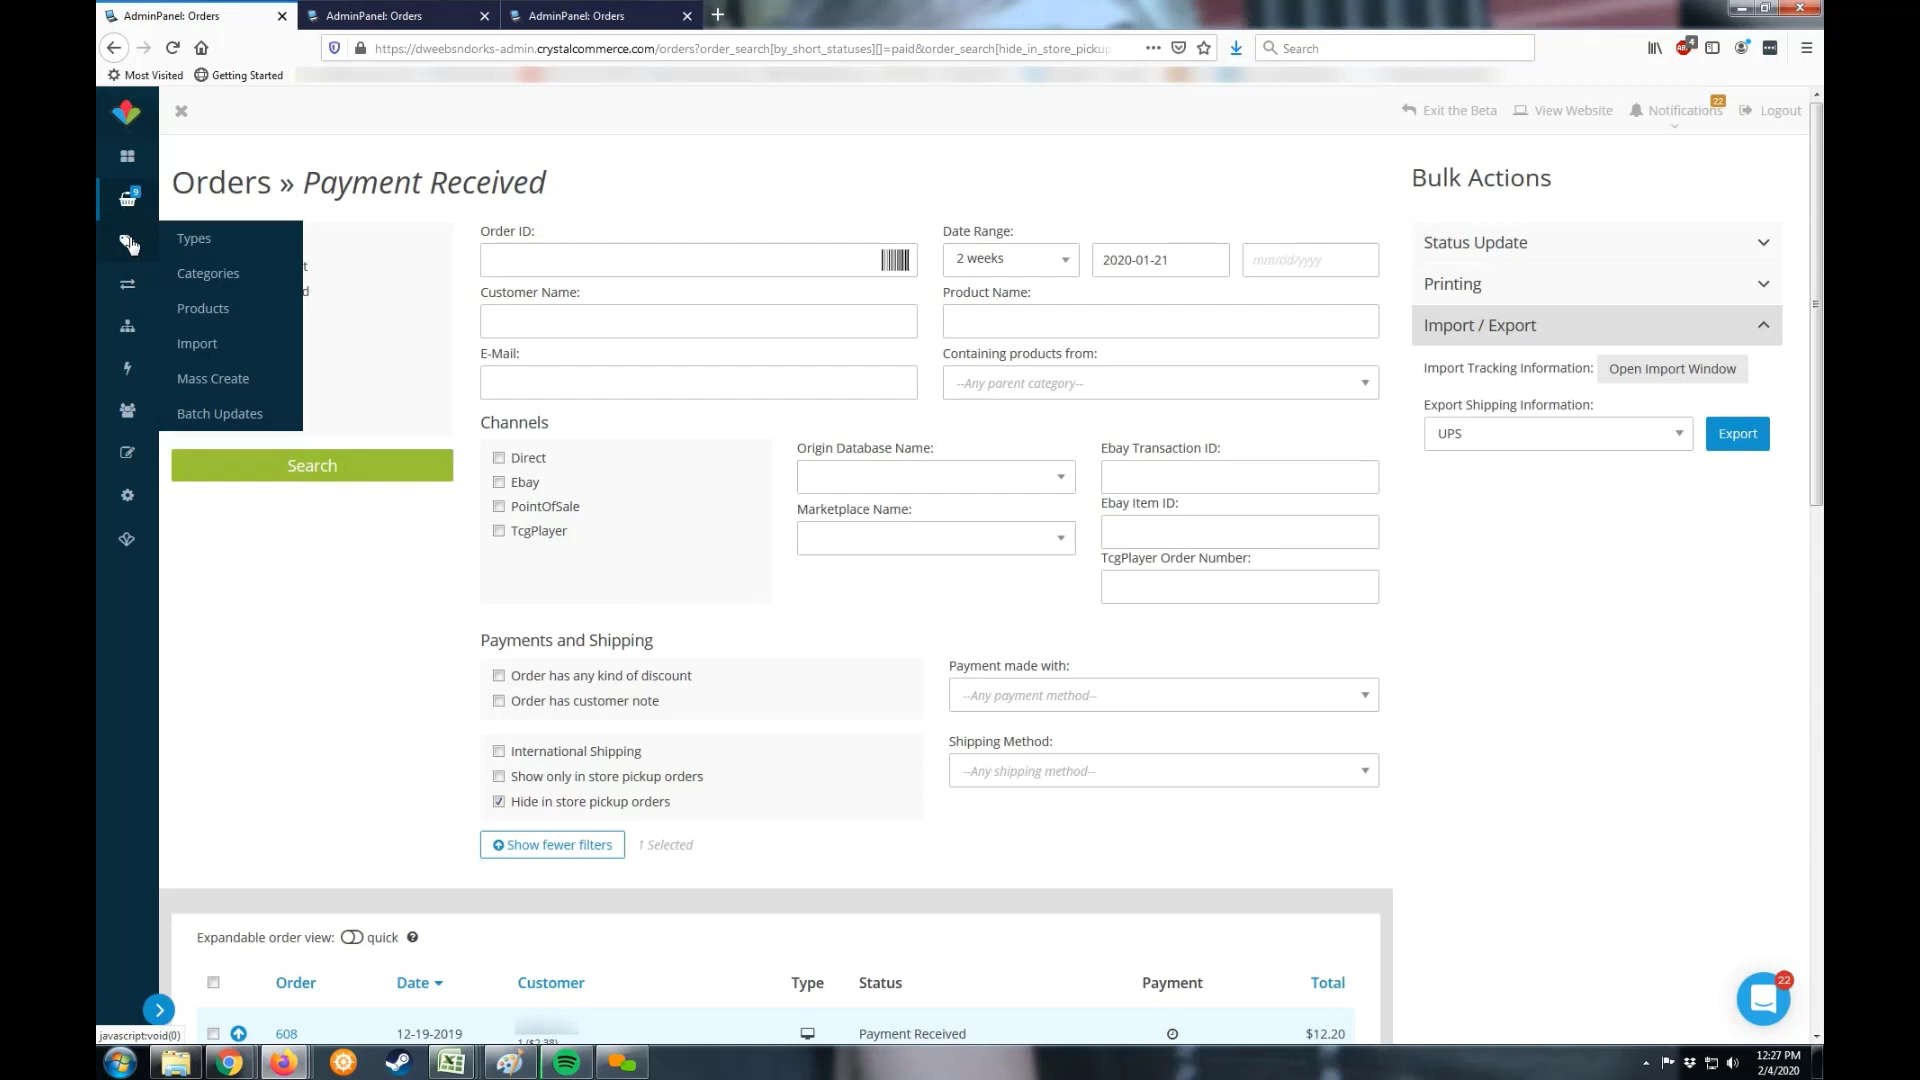 AdminPanel: Orders
AdminPanel: Orders
AdminPanel: Orders
https://dweebsndorks-admin.crystalcommerce.com/orders?order_search[by_short_statuses][]=paid&order_search[hide_in_store_pickup
Search
4
Most Visited
Getting Started
Exit the Beta
View Website
Notifications
22
Logout
9
Orders » Payment Received
Types
Categories
Products
Import
Mass Create
Batch Updates
t
d
Search
Order ID:
Customer Name:
E-Mail:
Date Range:
2 weeks
2020-01-21
mm/dd/yyyy
Product Name:
Containing products from:
--Any parent category--
Channels
Direct
Ebay
PointOfSale
TcgPlayer
Origin Database Name:
Marketplace Name:
Ebay Transaction ID:
Ebay Item ID:
TcgPlayer Order Number:
Payments and Shipping
Order has any kind of discount
Order has customer note
Payment made with:
--Any payment method--
International Shipping
Show only in store pickup orders
Hide in store pickup orders
Shipping Method:
--Any shipping method--
Show fewer filters
1 Selected
Bulk Actions
Status Update
Printing
Import / Export
Import Tracking Information:
Open Import Window
Export Shipping Information:
UPS
Export
Expandable order view:
quick
Order
Date
Customer
Type
Status
Payment
Total
608
12-19-2019
1 ($2.38)
Payment Received
$12.20
22
javascript:void(0)
12:27 PM
2/4/2020